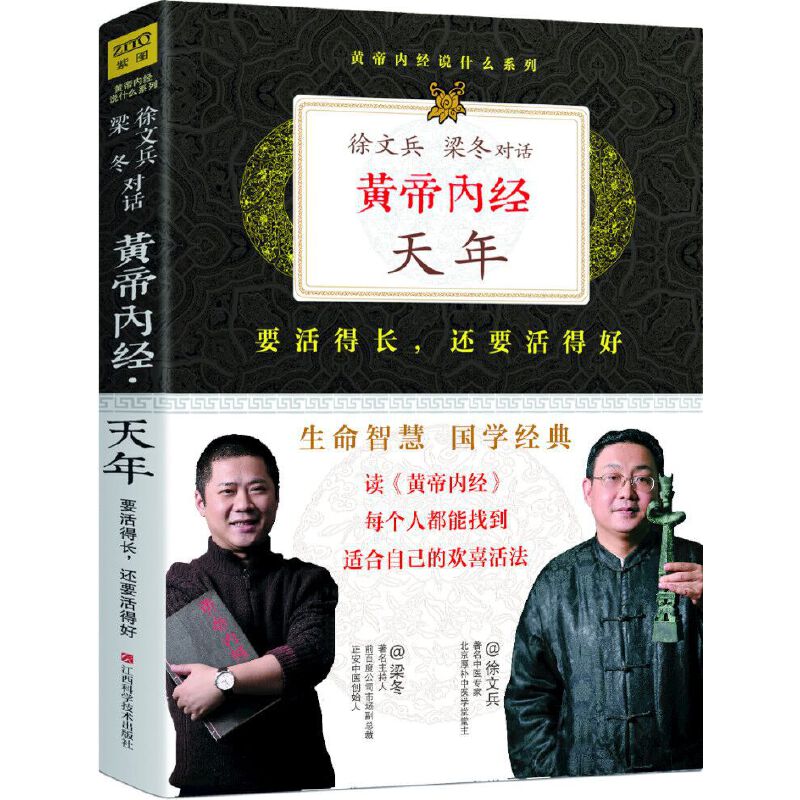 ZITO
紫图
黄帝内经
说什么系列
徐文兵
梁冬
对话
黄帝内经·
天年
要活得长，还要活得好
江西科学技术出版社
黄帝内经说什么系列
徐文兵 梁冬对话
黄帝内经
天年
要活得长，还要活得好
生命智慧 国学经典
读《黄帝内经》
每个人都能找到
适合自己的欢喜活法
黄帝内经
@梁冬
著名主持人
前百度公司市场副总裁
正安中医创始人
@徐文兵
著名中医专家
北京厚朴中医学堂堂主